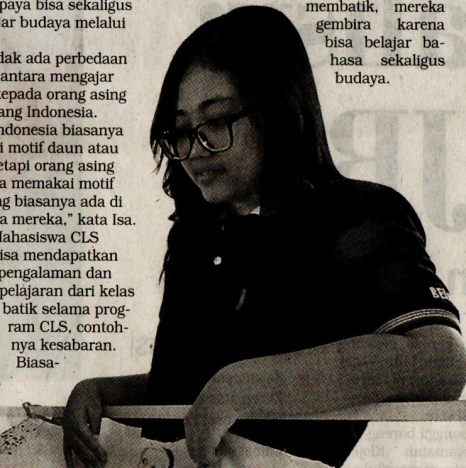 paya bisa sekaligus
ar budaya melalui
dak ada perbedaan
antara mengajar
kepada orang asing
ang Indonesia.
ndonesia biasanya
i motif daun atau
etapi orang asing
a memakai motif
ng biasanya ada di
a mereka,” kata Isa.
Mahasiswa CLS
isa mendapatkan
pengalaman dan
pelajaran dari kelas
batik selama prog-
ram CLS, contoh-
nya kesabaran.
Biasa-
membatik, mereka
gembira karena
bisa belajar ba-
hasa sekaligus
budaya.